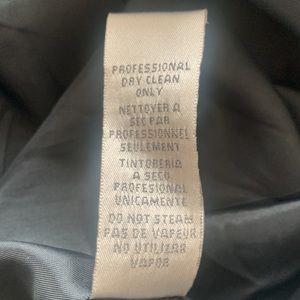 PROFESSIONAL
DRY CLEAN
ONLY
NETTOYER A
SEC PAR
PROFESSIONNEL
SEULEMENT
TINTORERIA
A SECO
PROFESIONAL
UNICAMENTE
DO NOT STEAM
PAS DE VAPEUR
NO UTILIZAR
VAPOR